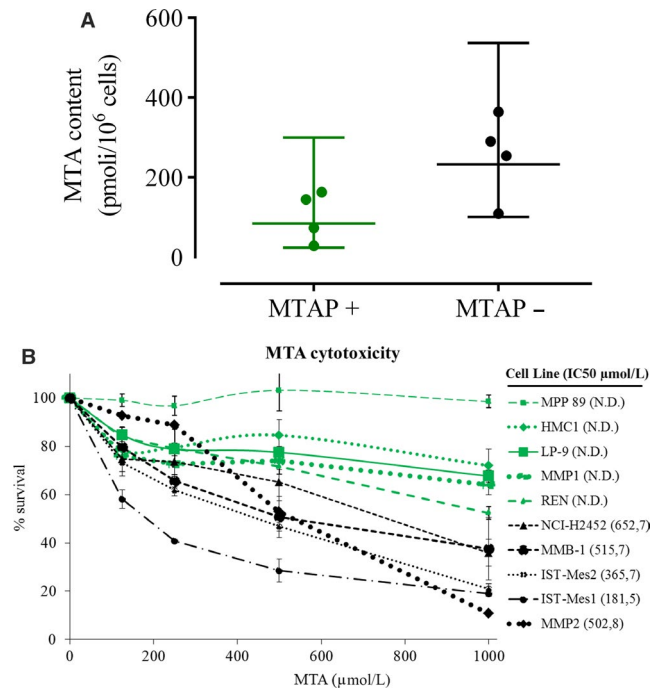 A
600
400
200
0
MTA content
(pmoli/10⁶ cells)
MTAP +
MTAP –
B
MTA cytotoxicity
100
80
60
40
20
0
% survival
0
200
400
600
800
1000
MTA (µmol/L)
Cell Line (IC50 µmol/L)
MPP 89 (N.D.)
HMC1 (N.D.)
LP-9 (N.D.)
MMP1 (N.D.)
REN (N.D.)
NCI-H2452 (652,7)
MMB-1 (515,7)
IST-Mes2 (365,7)
IST-Mes1 (181,5)
MMP2 (502,8)